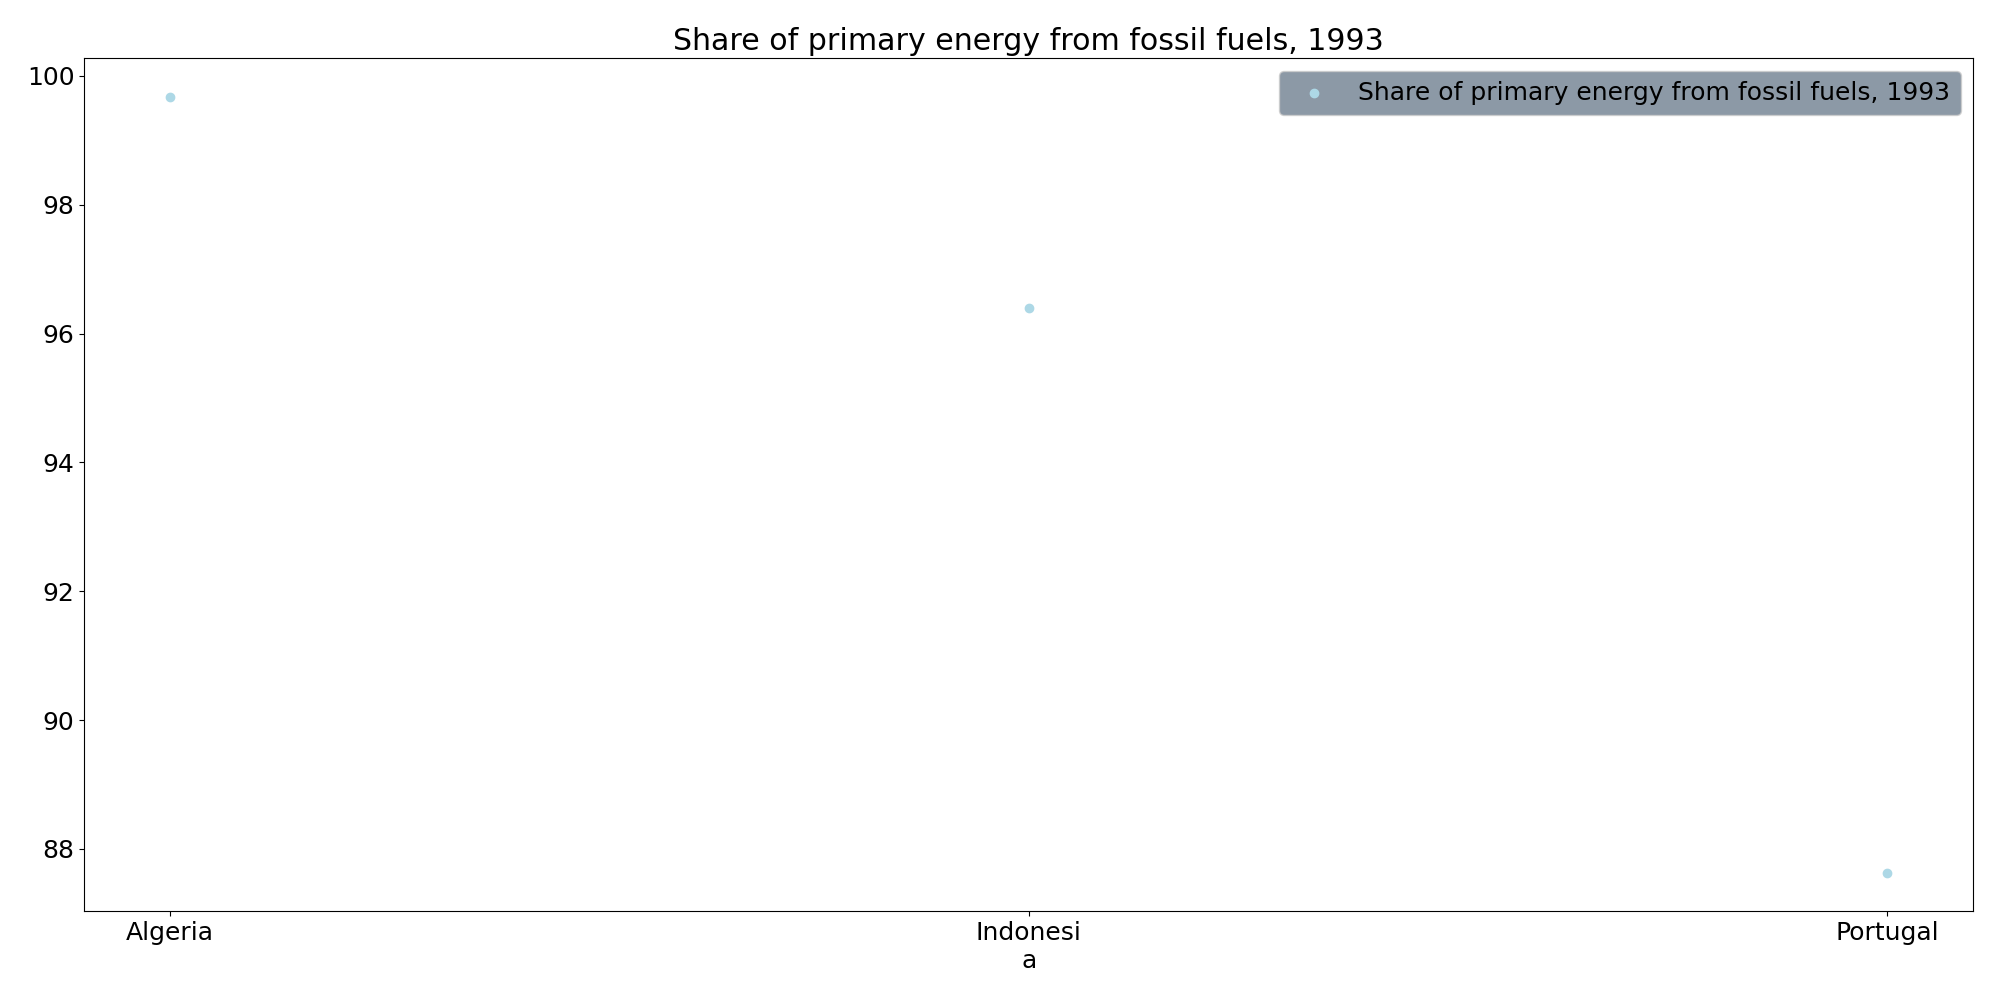 Share of primary energy from fossil fuels, 1993
Share of primary energy from fossil fuels, 1993
100
98
96
94
92
90
88
Algeria
Indonesi
a
Portugal